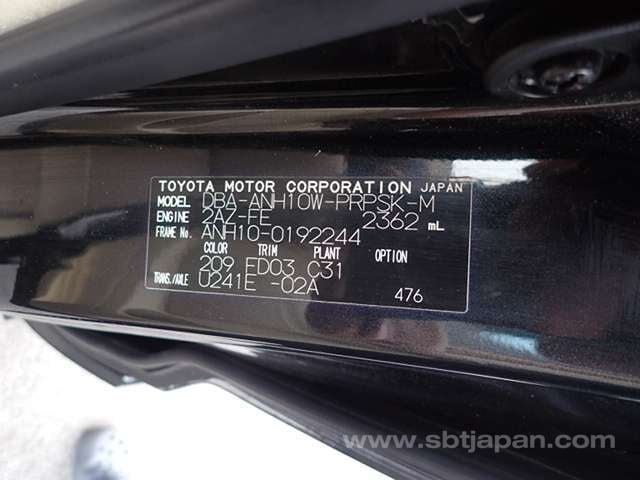 TOYOTA MOTOR CORPORATION JAPAN
MODEL DBA-ANH10W-PRPSK-M
ENGINE 2AZ-FE 2362 mL
FRAME No. ANH10-0192244
COLOR TRIM PLANT OPTION
209 FD03 C31
TRANS./AXLE U241E -02A
476
www.sbtjapan.com